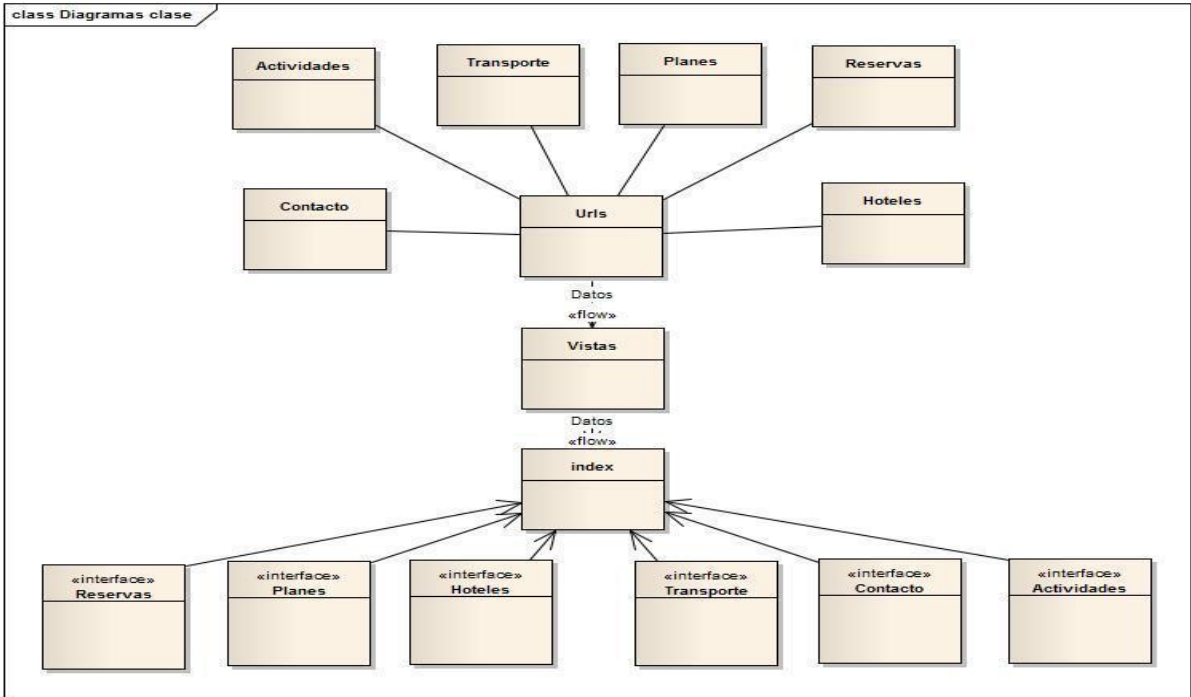 class Diagramas clase
Actividades
Transporte
Planes
Reservas
Contacto
Urls
Hoteles
Datos
«flow»
Vistas
Datos
«flow»
index
«interface»
Reservas
«interface»
Planes
«interface»
Hoteles
«interface»
Transporte
«interface»
Contacto
«interface»
Actividades